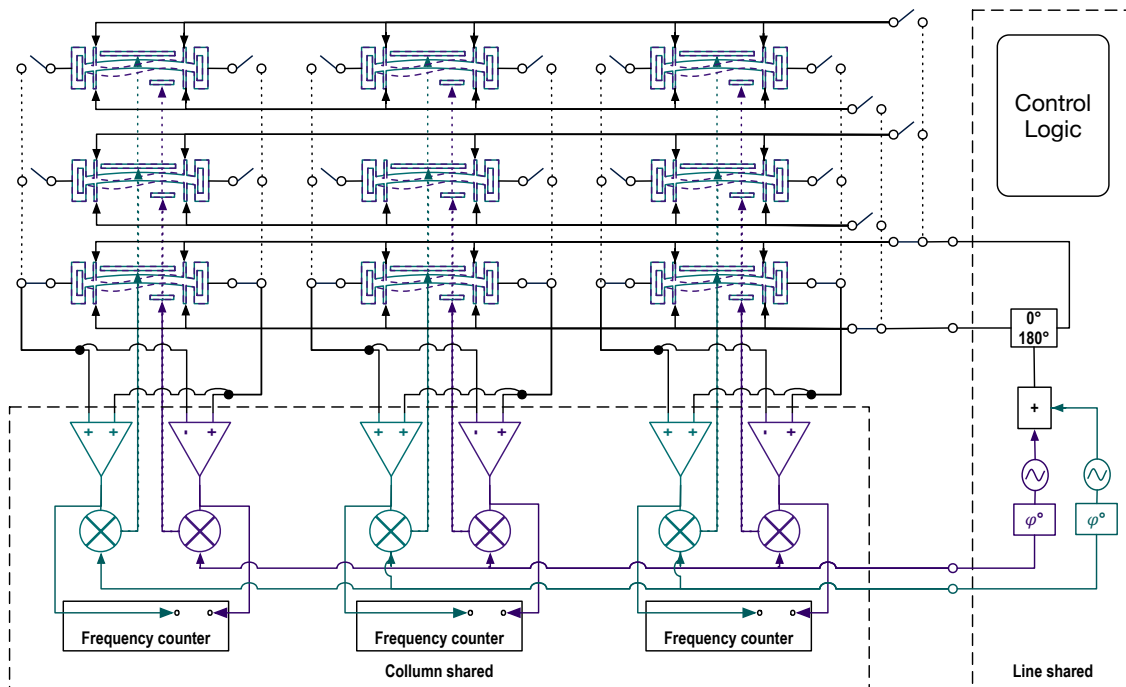 Control
Logic
0°
180°
+
+ + - +
+ + - +
+ + - +
φ° φ°
Frequency counter
Frequency counter
Frequency counter
Collumn shared
Line shared